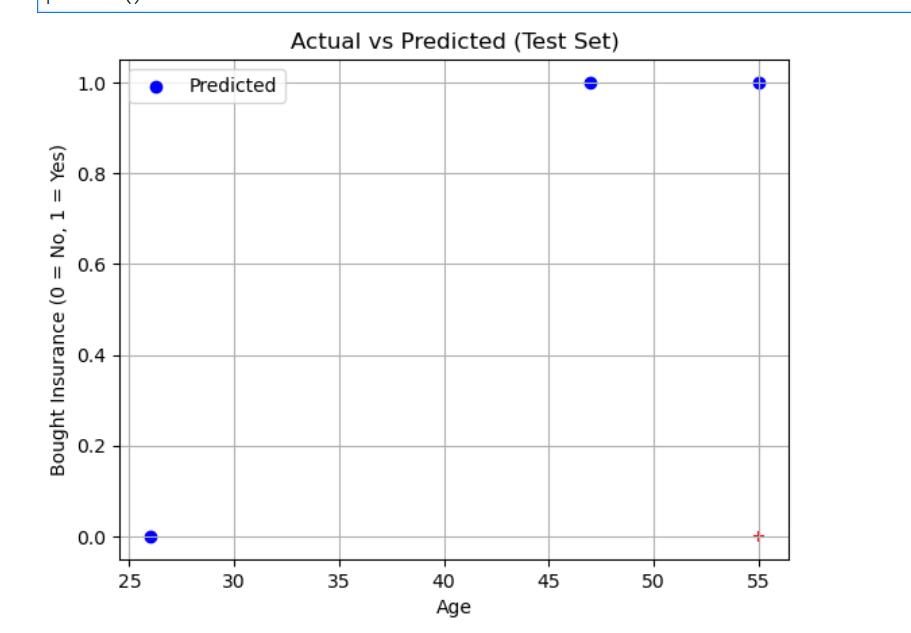 Actual vs Predicted (Test Set)
Predicted
Bought Insurance (0 = No, 1 = Yes)
1.0
0.8
0.6
0.4
0.2
0.0
25 30 35 40 45 50 55
Age